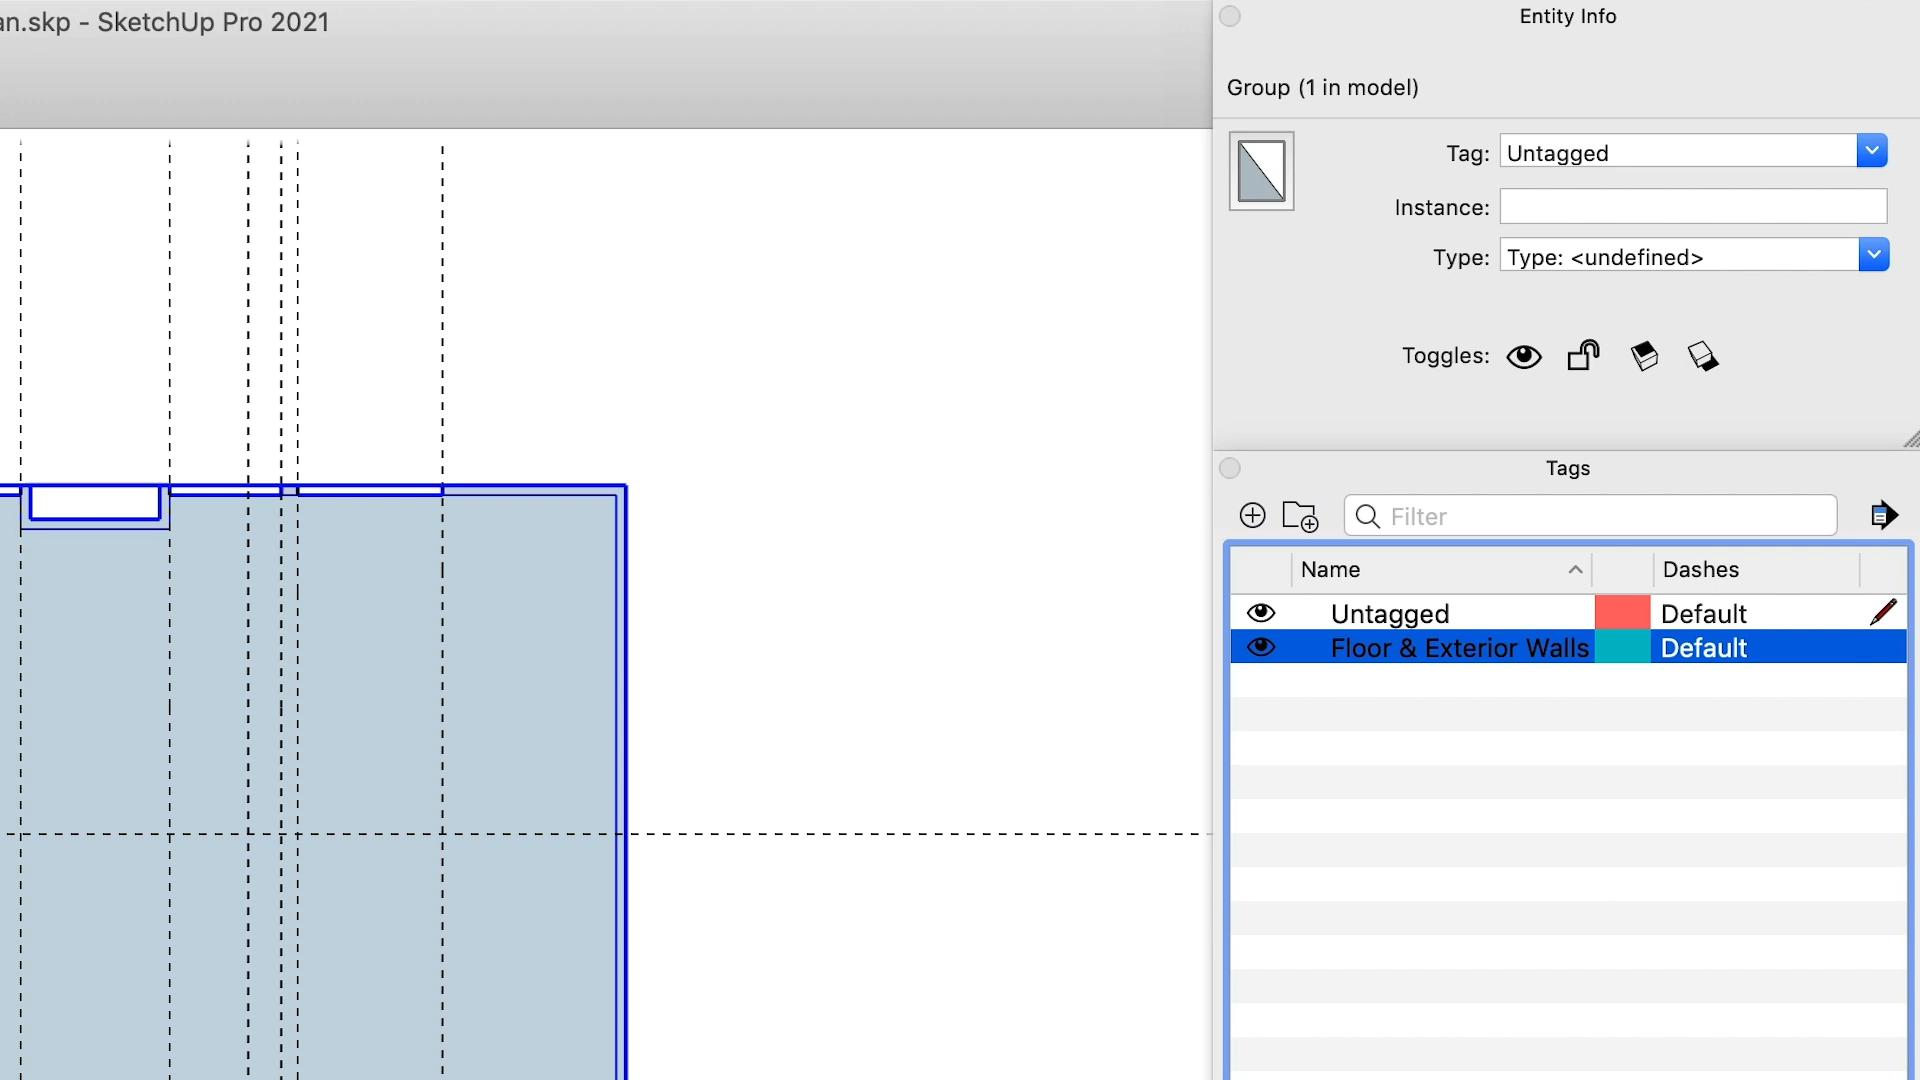 an.skp - SketchUp Pro 2021
Entity Info
Group (1 in model)
Tag: Untagged
Instance:
Type: Type: <undefined>
Toggles:
Tags
Filter
Name Dashes
Untagged Default
Floor & Exterior Walls Default